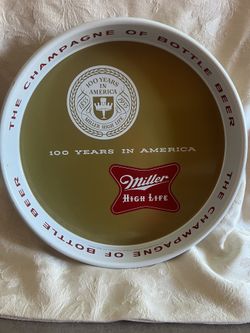 THE CHAMPAGNE OF BOTTLE BEER
100 YEARS
IN
AMERICA
MILLER HIGH LIFE
100 YEARS IN AMERICA
Miller
HIGH LIFE
THE CHAMPAGNE OF BOTTLE BEER